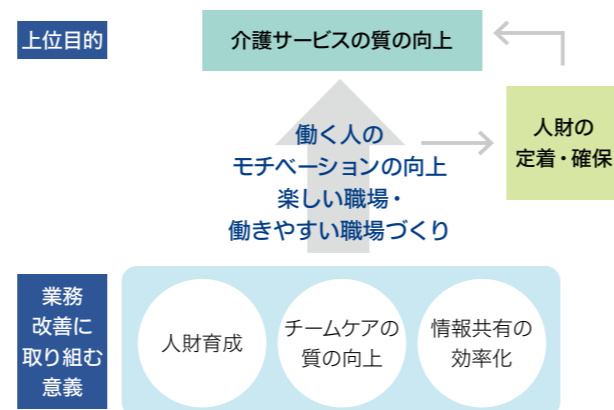 上位目的
介護サービスの質の向上
人財の
定着・確保
働く人の
モチベーションの向上
楽しい職場・
働きやすい職場づくり
業務
改善に
取り組む
意義
人財育成
チームケアの
質の向上
情報共有の
効率化